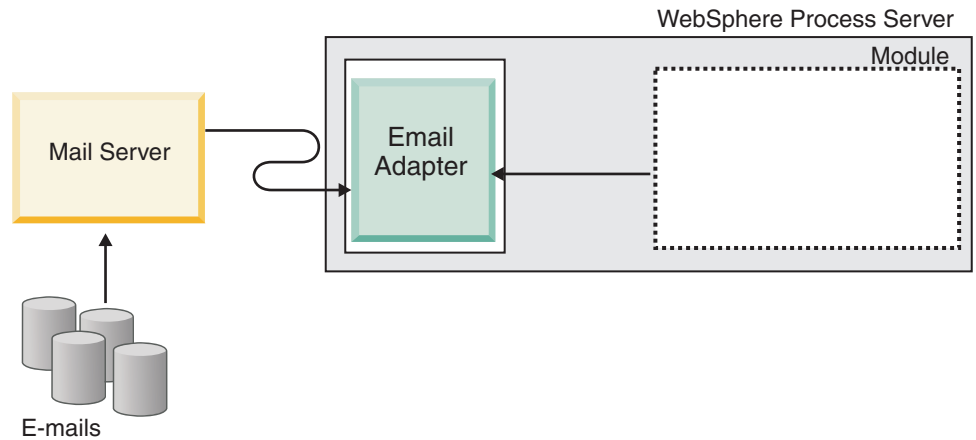 WebSphere Process Server
Module
Mail Server
Email
Adapter
E-mails